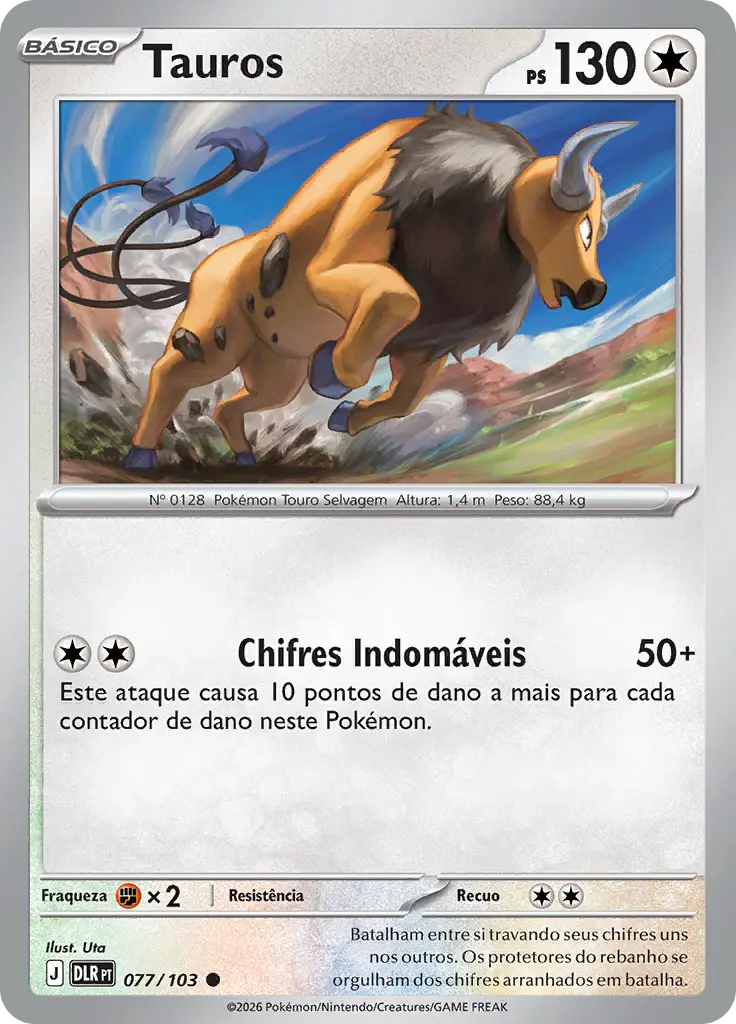 BÁSICO
Tauros
PS 130
Nº 0128 Pokémon Touro Selvagem Altura: 1,4 m Peso: 88,4 kg
Chifres Indomáveis 50+
Este ataque causa 10 pontos de dano a mais para cada
contador de dano neste Pokémon.
Fraqueza ×2 Resistência Recuo
Ilust. Uta
J DLR PT 077/103
Batalham entre si travando seus chifres uns
nos outros. Os protetores do rebanho se
orgulham dos chifres arranhados em batalha.
©2026 Pokémon/Nintendo/Creatures/GAME FREAK